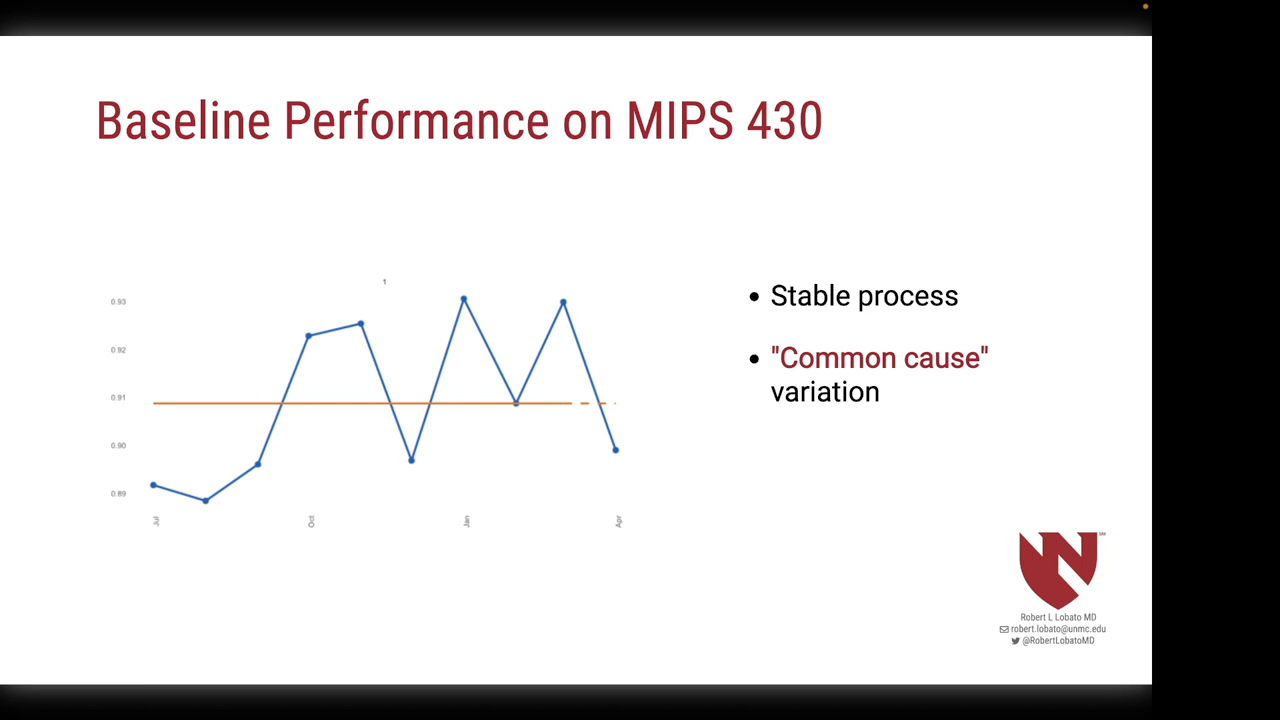 Baseline Performance on MIPS 430
1
0.93
0.92
0.91
0.90
0.89
Jul
Oct
Jan
Apr
• Stable process
• "Common cause"
variation
SM
Robert L Lobato MD
robert.lobato@unmc.edu
@RobertLobatoMD